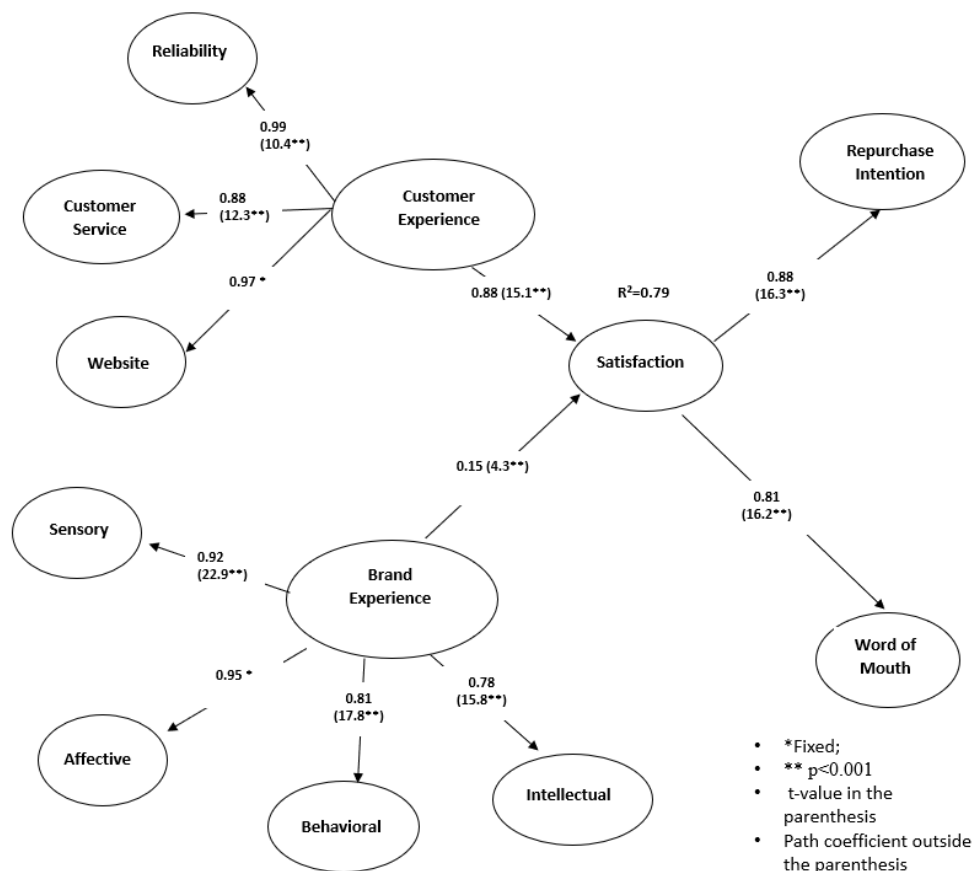 Reliability
0.99
(10.4**)
Customer
Service
0.88
(12.3**)
Customer
Experience
Repurchase
Intention
0.97 *
Website
0.88 (15.1**)
R²=0.79
0.88
(16.3**)
Satisfaction
0.15 (4.3**)
0.81
(16.2**)
Sensory
0.92
(22.9**)
Brand
Experience
Word of
Mouth
0.95 *
0.81
(17.8**)
0.78
(15.8**)
Affective
Behavioral
Intellectual
• *Fixed;
• ** p<0.001
• t-value in the
parenthesis
• Path coefficient outside
the parenthesis